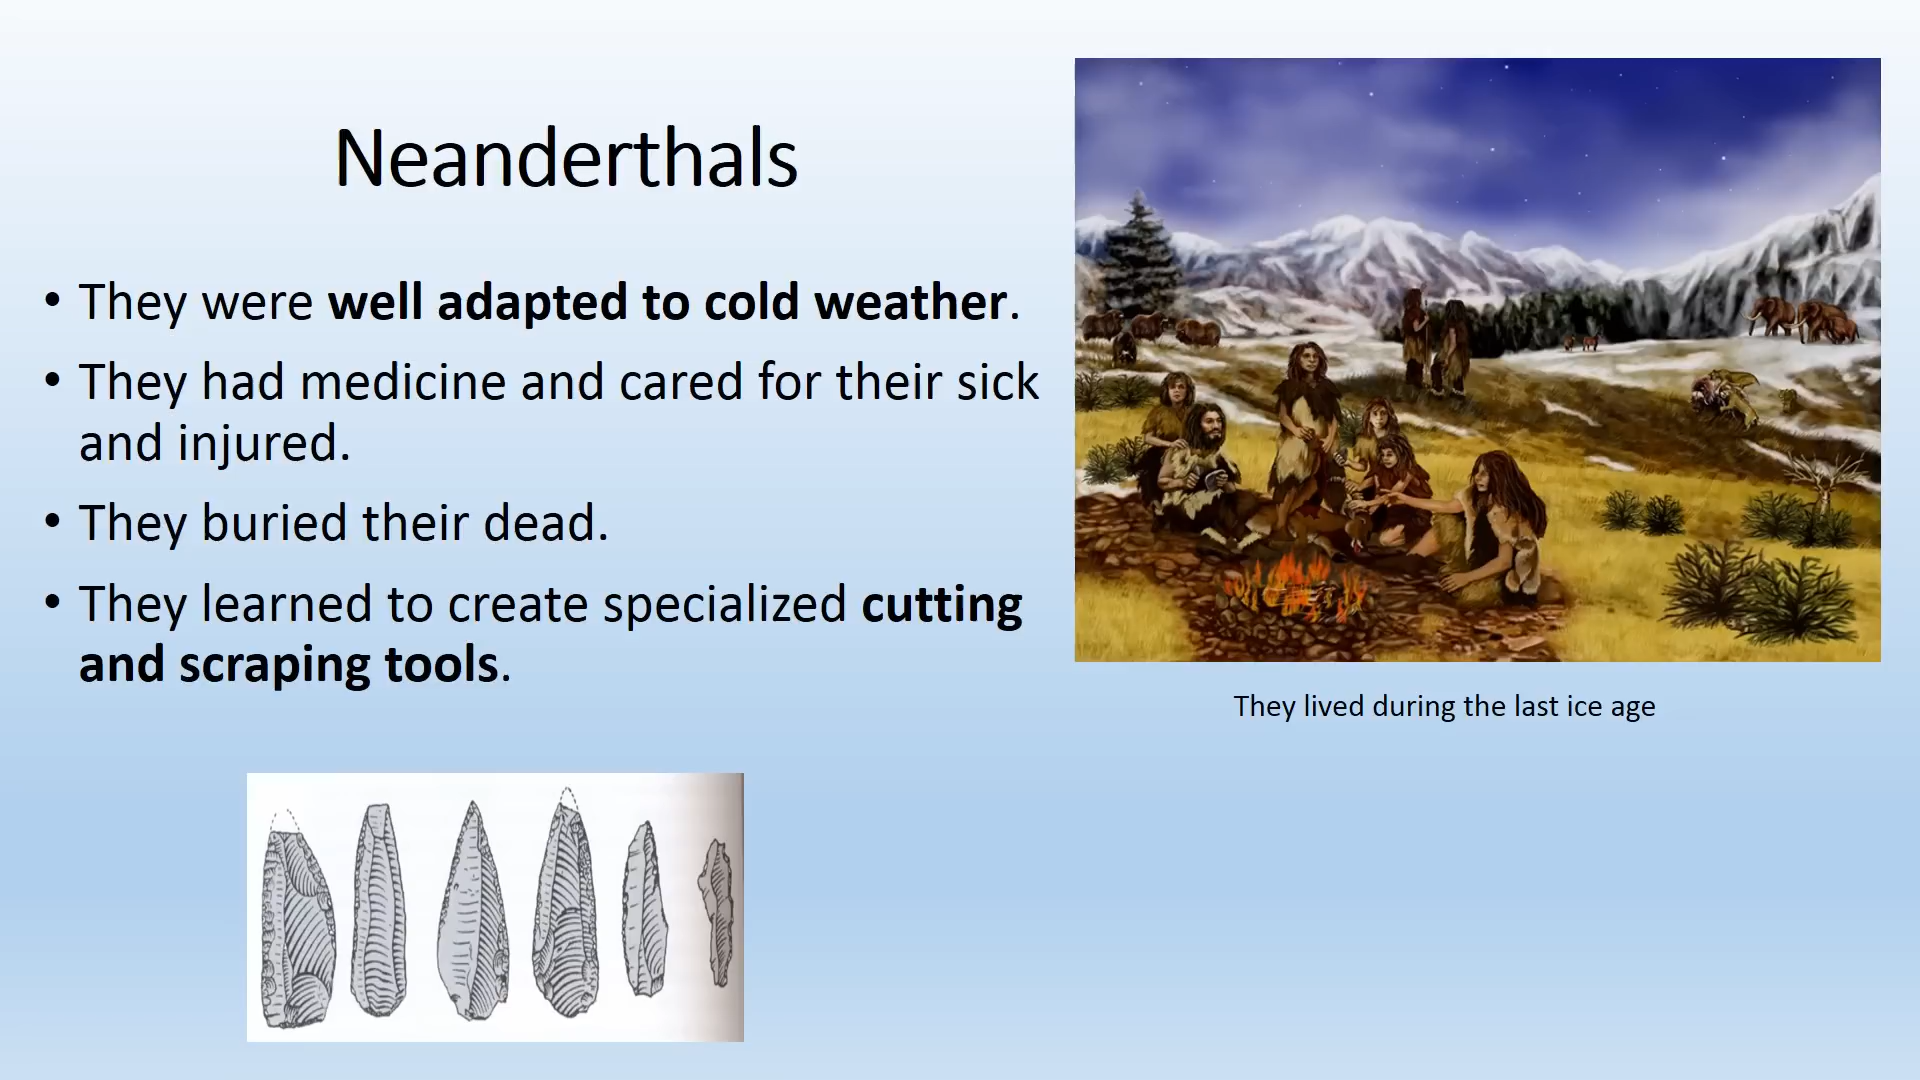 Neanderthals
• They were well adapted to cold weather.
• They had medicine and cared for their sick
and injured.
• They buried their dead.
• They learned to create specialized cutting
and scraping tools.
They lived during the last ice age